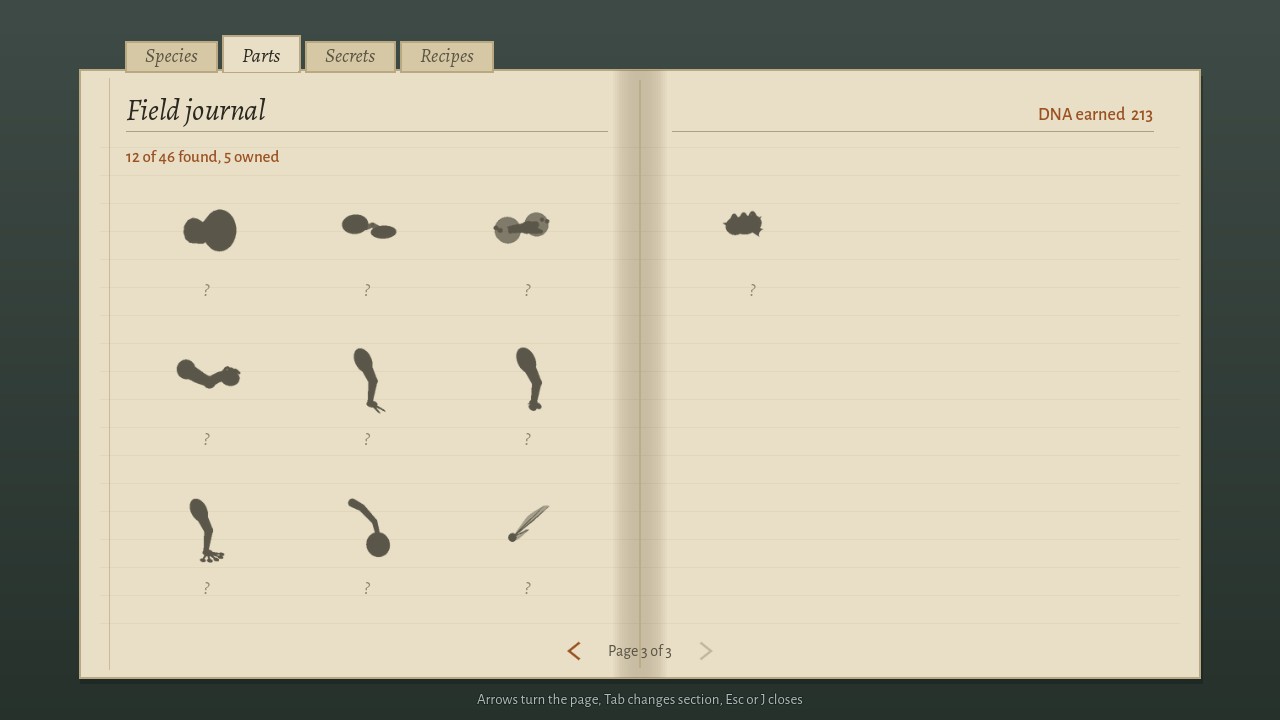 Species
Parts
Secrets
Recipes
Field journal
DNA earned 213
12 of 46 found, 5 owned
? ? ? ?
? ? ?
? ? ?
Page 3 of 3
Arrows turn the page, Tab changes section, Esc or J closes